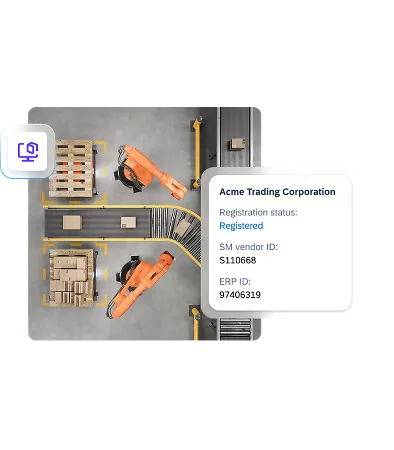 Acme Trading Corporation
Registration status:
Registered
SM vendor ID:
S110668
ERP ID:
97406319